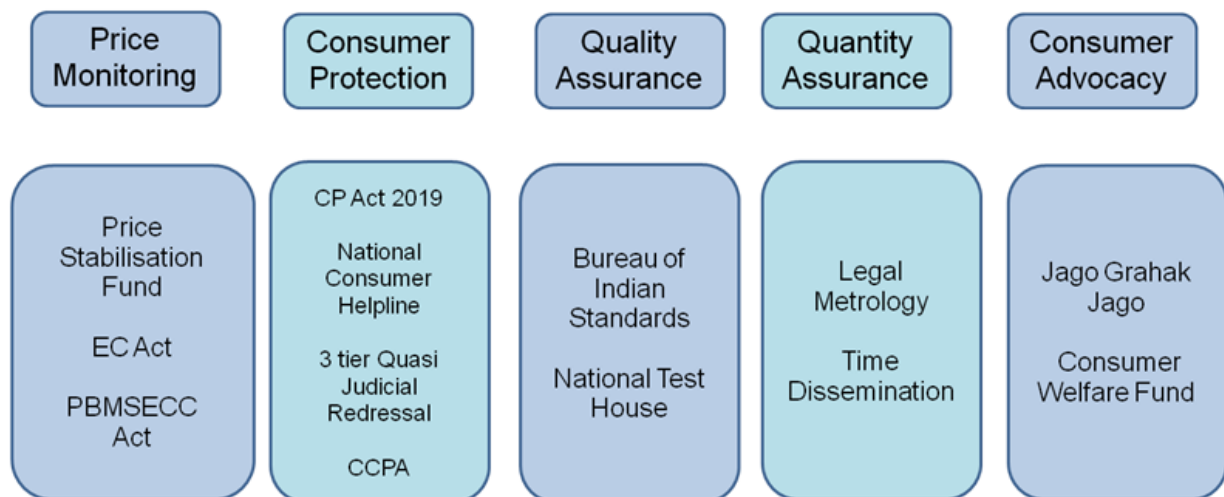 Price
Monitoring
Consumer
Protection
Quality
Assurance
Quantity
Assurance
Consumer
Advocacy
Price
Stabilisation
Fund
EC Act
PBMSECC
Act
CP Act 2019
National
Consumer
Helpline
3 tier Quasi
Judicial
Redressal
CCPA
Bureau of
Indian
Standards
National Test
House
Legal
Metrology
Time
Dissemination
Jago Grahak
Jago
Consumer
Welfare Fund